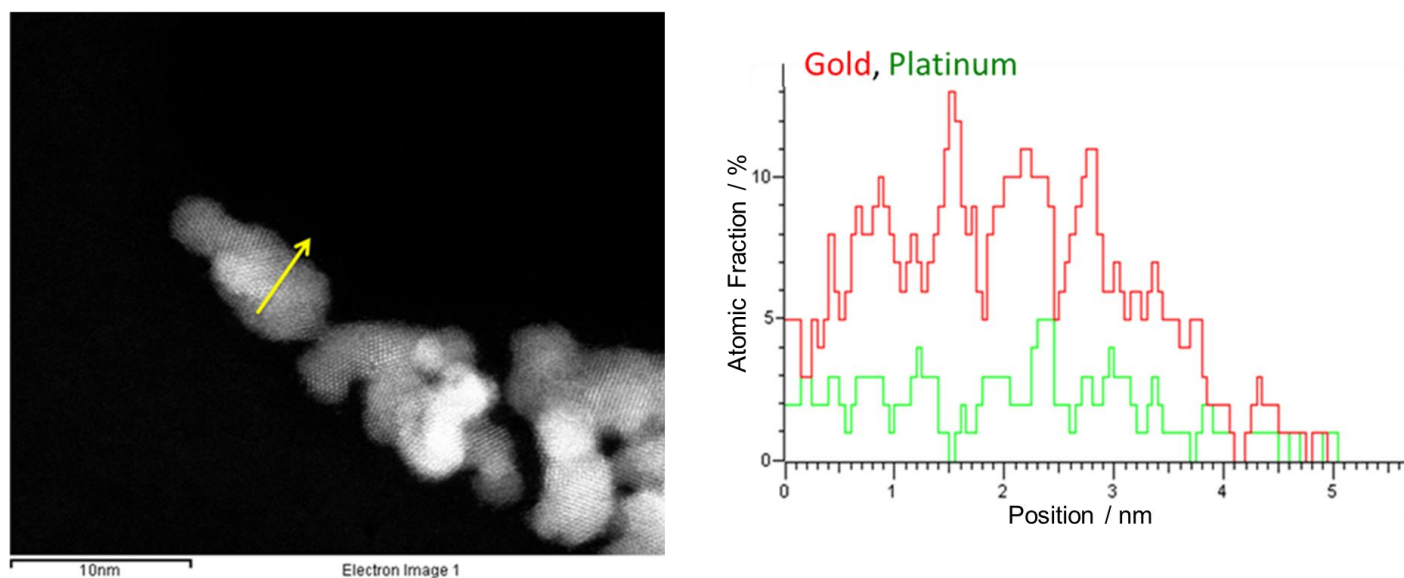 10nm
Electron Image 1
Gold, Platinum
Atomic Fraction / %
10
5
0
0 1 2 3 4 5
Position / nm